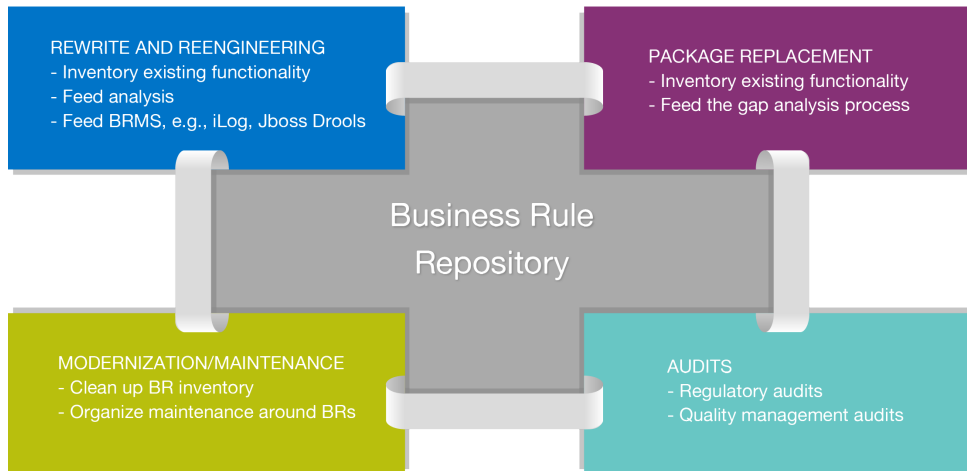 REWRITE AND REENGINEERING
- Inventory existing functionality
- Feed analysis
- Feed BRMS, e.g., iLog, Jboss Drools
PACKAGE REPLACEMENT
- Inventory existing functionality
- Feed the gap analysis process
Business Rule
Repository
MODERNIZATION/MAINTENANCE
- Clean up BR inventory
- Organize maintenance around BRs
AUDITS
- Regulatory audits
- Quality management audits